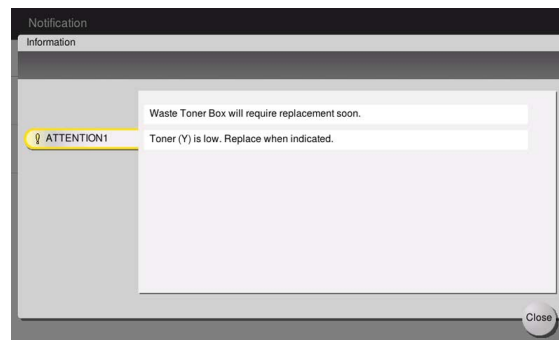 Notification
Information
Waste Toner Box will require replacement soon.
ATTENTION1
Toner (Y) is low. Replace when indicated.
Close